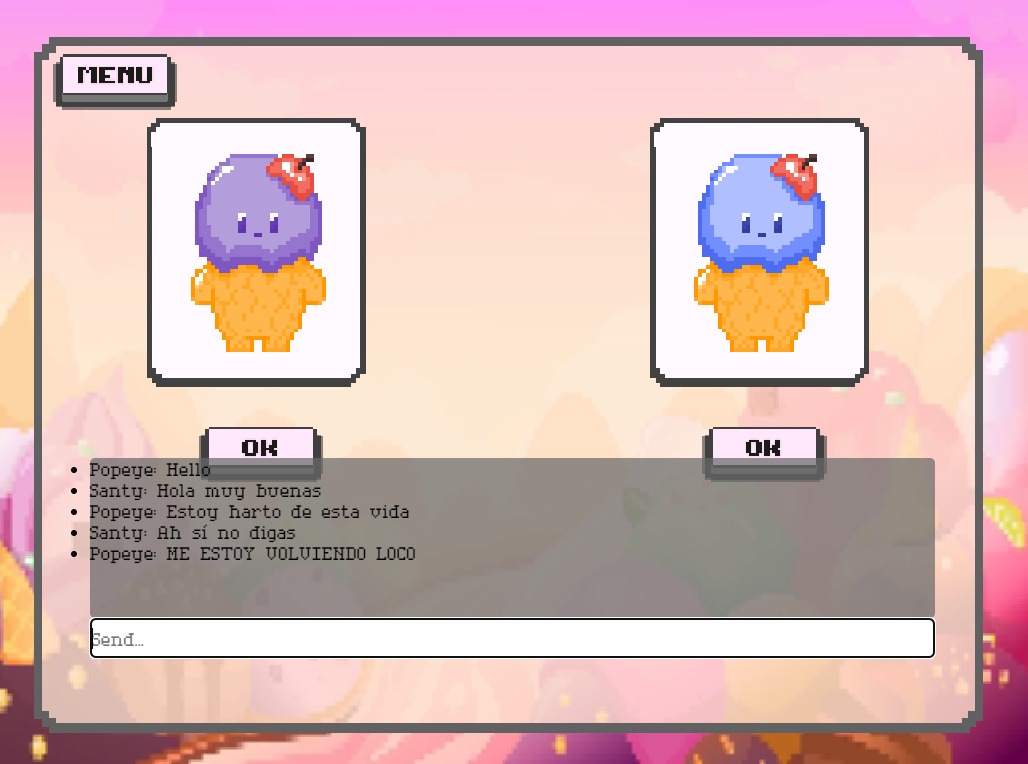 MENU
OK
OK
Popeye: Hello
Santy: Hola muy buenas
Popeye: Estoy harto de esta vida
Santy: Ah sí no digas
Popeye: ME ESTOY VOLVIENDO LOCO
Send…